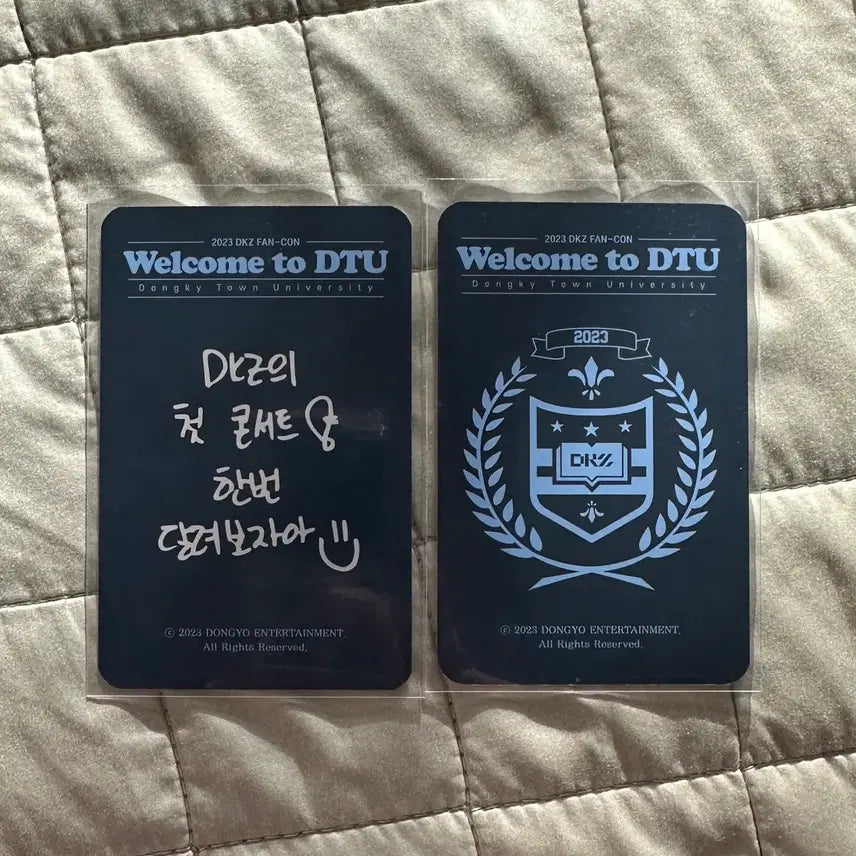 2023 DKZ FAN-CON
Welcome to DTU
Dongky Town University
DKZ의
첫 콘서트
한번
달려보자아
© 2023 DONGYO ENTERTAINMENT.
All Rights Reserved.
2023 DKZ FAN-CON
Welcome to DTU
Dongky Town University
2023
DKZ
© 2023 DONGYO ENTERTAINMENT.
All Rights Reserved.